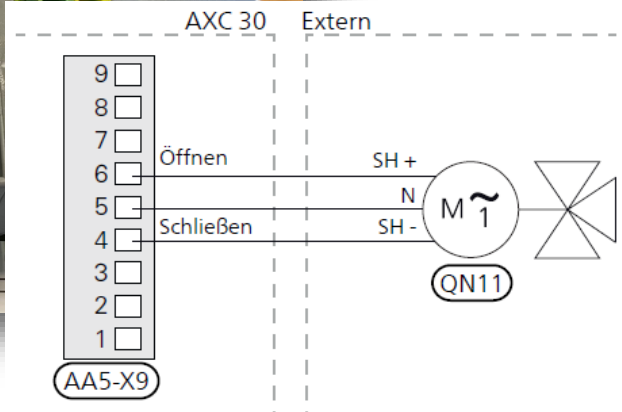 AXC 30 Extern
9
8
7
Öffnen SH +
6
N
5 M ~ 1
Schließen SH -
4
3
QN11
2
1
AA5-X9